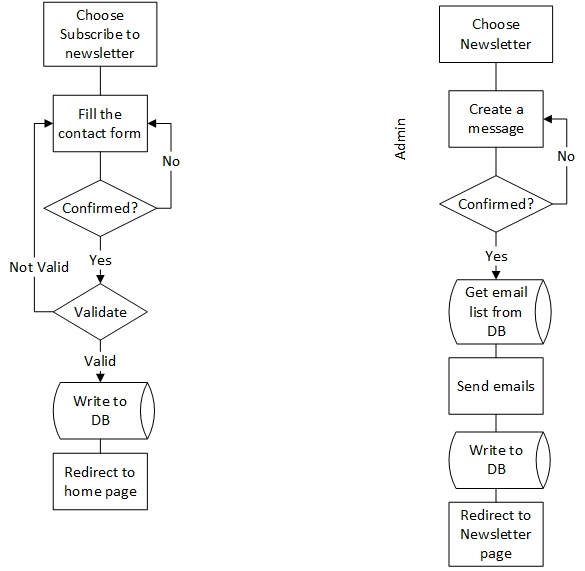 Choose
Subscribe to
newsletter
Fill the
contact form
No
Confirmed?
Yes
Not Valid
Validate
Valid
Write to
DB
Redirect to
home page
Choose
Newsletter
Admin
Create a
message
No
Confirmed?
Yes
Get email
list from
DB
Send emails
Write to
DB
Redirect to
Newsletter
page